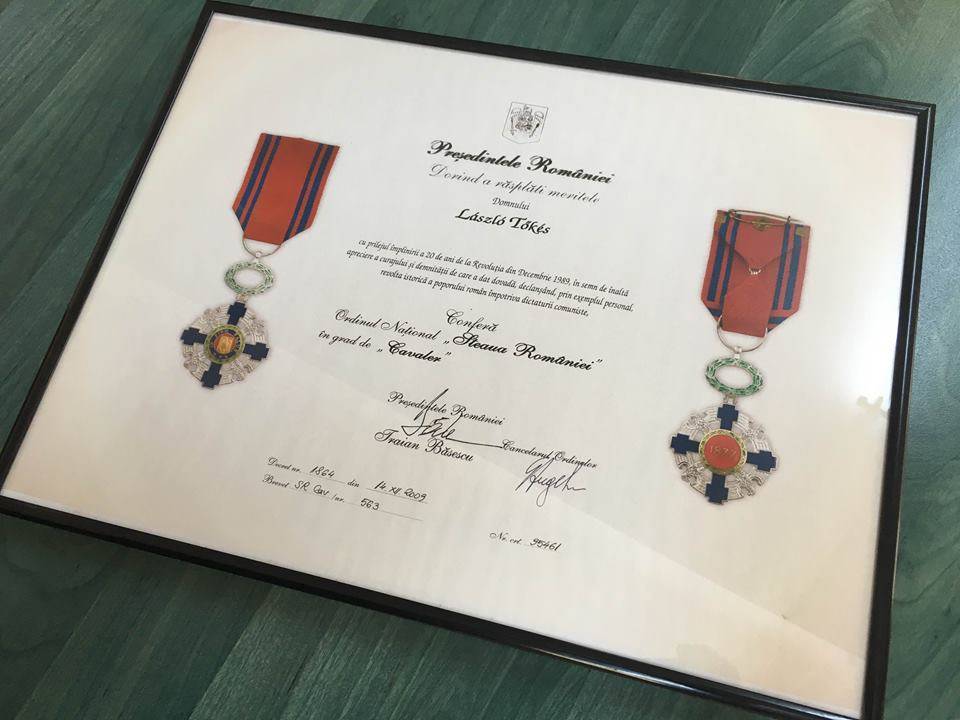 Președintele României
Dorind a răsplăti meritele
Domnului
László Tőkés
cu prilejul împlinirii a 20 de ani de la Revoluția din Decembrie 1989, în semn de înaltă
apreciere a curajului și demnității de care a dat dovadă, declanșând, prin exemplul personal,
revolta istorică a poporului român împotriva dictaturii comuniste,
Conferă
Ordinul Național „Steaua României”
în grad de „Cavaler”
Președintele României
Traian Băsescu
Cancelarul Ordinelor
Decret nr. 1864 din 14 XII 2009
Brevet SR Cav /nr. 563
Nr. crt. 95461
1877